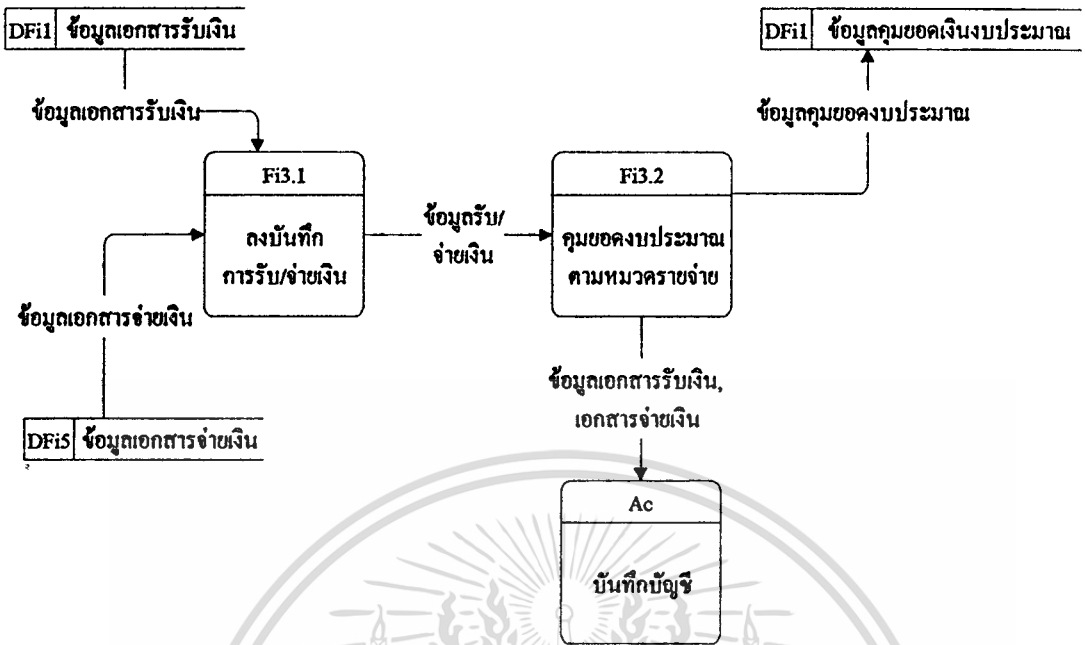 DFi1 ข้อมูลเอกสารรับเงิน
DFi1 ข้อมูลคุมยอดเงินงบประมาณ
ข้อมูลเอกสารรับเงิน
ข้อมูลคุมยอดงบประมาณ
Fi3.1
ลงบันทึก
การรับ/จ่ายเงิน
ข้อมูลรับ/
จ่ายเงิน
Fi3.2
คุมยอดงบประมาณ
ตามหมวดรายจ่าย
ข้อมูลเอกสารจ่ายเงิน
DFi5 ข้อมูลเอกสารจ่ายเงิน
ข้อมูลเอกสารรับเงิน,
เอกสารจ่ายเงิน
Ac
บันทึกบัญชี